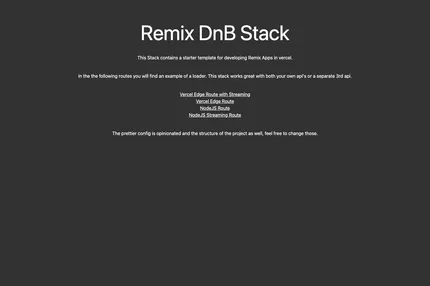 Remix DnB Stack
This Stack contains a starter template for developing Remix Apps in vercel.
In the the following routes you will find an example of a loader. This stack works great with both your own api's or a separate 3rd api.
Vercel Edge Route with Streaming
Vercel Edge Route
NodeJS Route
NodeJS Streaming Route
The prettier config is opinionated and the structure of the project as well, feel free to change those.